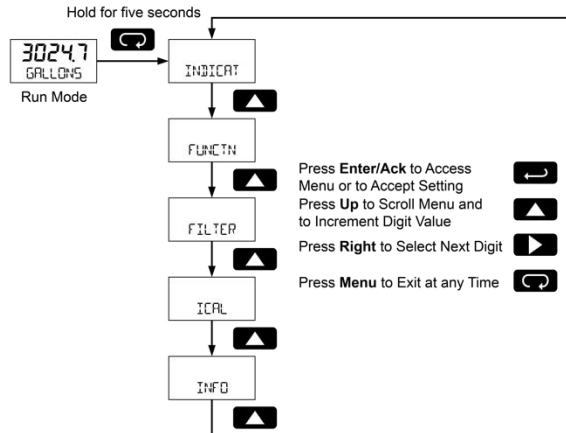 Hold for five seconds
3024.7
GALLONS
Run Mode
INDICAT
FUNCTN
FILTER
ICAL
INFO
Press Enter/Ack to Access
Menu or to Accept Setting
Press Up to Scroll Menu and
to Increment Digit Value
Press Right to Select Next Digit
Press Menu to Exit at any Time